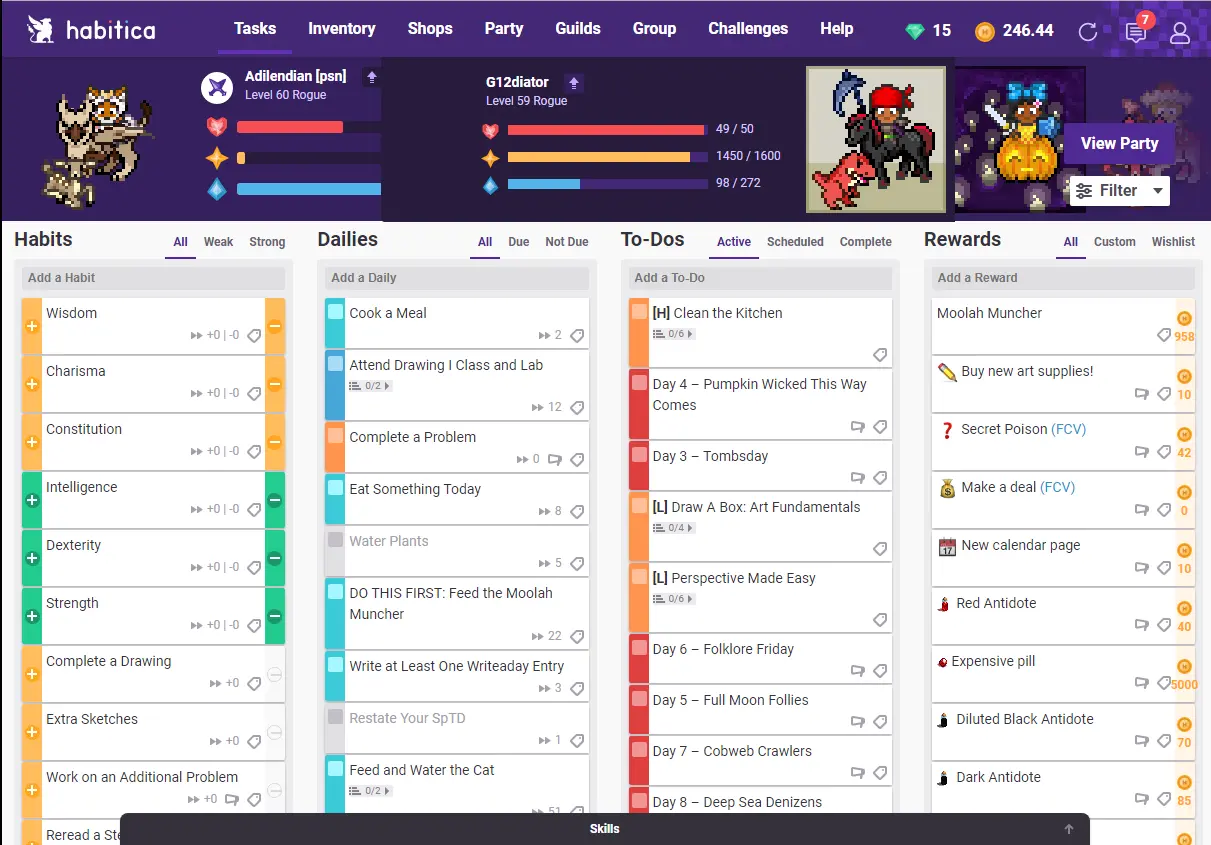 habitica
Tasks
Inventory
Shops
Party
Guilds
Group
Challenges
Help
15
246.44
7
Adilendian [psn]
Level 60 Rogue
G12diator
Level 59 Rogue
49 / 50
1450 / 1600
98 / 272
View Party
Filter
Habits
All
Weak
Strong
Add a Habit
Wisdom
+0 | -0
Charisma
+0 | -0
Constitution
+0 | -0
Intelligence
+0 | -0
Dexterity
+0 | -0
Strength
+0 | -0
Complete a Drawing
+0
Extra Sketches
+0
Work on an Additional Problem
+0
Reread a Ste
Dailies
All
Due
Not Due
Add a Daily
Cook a Meal
2
Attend Drawing I Class and Lab
0/2
12
Complete a Problem
0
Eat Something Today
8
Water Plants
5
DO THIS FIRST: Feed the Moolah
Muncher
22
Write at Least One Writeaday Entry
3
Restate Your SpTD
1
Feed and Water the Cat
0/2
51
To-Dos
Active
Scheduled
Complete
Add a To-Do
[H] Clean the Kitchen
0/6
Day 4 – Pumpkin Wicked This Way
Comes
Day 3 – Tombsday
[L] Draw A Box: Art Fundamentals
0/4
[L] Perspective Made Easy
0/6
Day 6 – Folklore Friday
Day 5 – Full Moon Follies
Day 7 – Cobweb Crawlers
Day 8 – Deep Sea Denizens
Rewards
All
Custom
Wishlist
Add a Reward
Moolah Muncher
958
Buy new art supplies!
10
Secret Poison (FCV)
42
Make a deal (FCV)
0
17
New calendar page
10
Red Antidote
40
Expensive pill
5000
Diluted Black Antidote
70
Dark Antidote
85
Skills